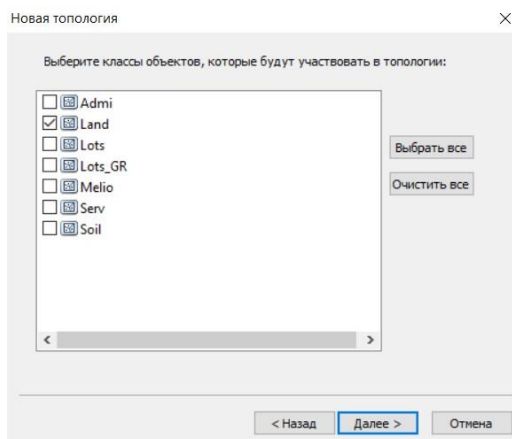 Новая топология
Выберите классы объектов, которые будут участвовать в топологии:
Admi
Land
Lots
Lots_GR
Melio
Serv
Soil
Выбрать все
Очистить все
< Назад
Далее >
Отмена